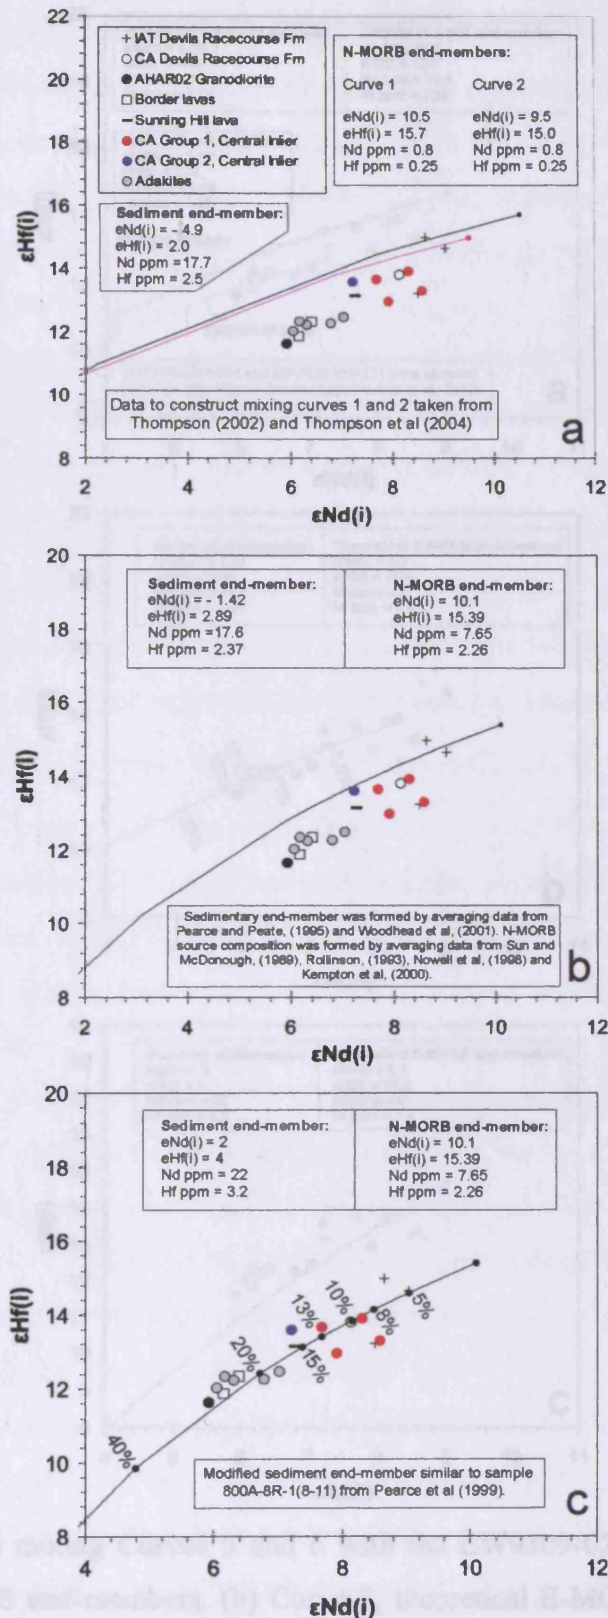 22
20
18
16
14
12
10
8
εHf(i)
+ IAT Devils Racecourse Fm
○ CA Devils Racecourse Fm
● AHAR02 Granodiorite
□ Border lavas
━ Sunning Hill lava
● CA Group 1, Central Inlier
● CA Group 2, Central Inlier
● Adakites
N-MORB end-members:
Curve 1 Curve 2
eNd(i) = 10.5 eNd(i) = 9.5
eHf(i) = 15.7 eHf(i) = 15.0
Nd ppm = 0.8 Nd ppm = 0.8
Hf ppm = 0.25 Hf ppm = 0.25
Sediment end-member:
eNd(i) = - 4.9
eHf(i) = 2.0
Nd ppm = 17.7
Hf ppm = 2.5
Data to construct mixing curves 1 and 2 taken from
Thompson (2002) and Thompson et al (2004)
a
2 4 6 8 10 12
εNd(i)
20
18
16
14
12
10
8
εHf(i)
Sediment end-member:
eNd(i) = - 1.42
eHf(i) = 2.89
Nd ppm =17.6
Hf ppm = 2.37
N-MORB end-member:
eNd(i) = 10.1
eHf(i) = 15.39
Nd ppm = 7.65
Hf ppm = 2.26
Sedimentary end-member was formed by averaging data from
Pearce and Peate, (1995) and Woodhead et al, (2001). N-MORB
source composition was formed by averaging data from Sun and
McDonough, (1989), Rollinson, (1993), Nowell et al, (1998) and
Kempton et al, (2000).
b
2 4 6 8 10 12
εNd(i)
20
18
16
14
12
10
8
εHf(i)
Sediment end-member:
eNd(i) = 2
eHf(i) = 4
Nd ppm = 22
Hf ppm = 3.2
N-MORB end-member:
eNd(i) = 10.1
eHf(i) = 15.39
Nd ppm = 7.65
Hf ppm = 2.26
5%
8%
10%
13%
15%
20%
40%
Modified sediment end-member similar to sample
800A-8R-1(8-11) from Pearce et al (1999).
c
2 4 6 8 10 12
εNd(i)